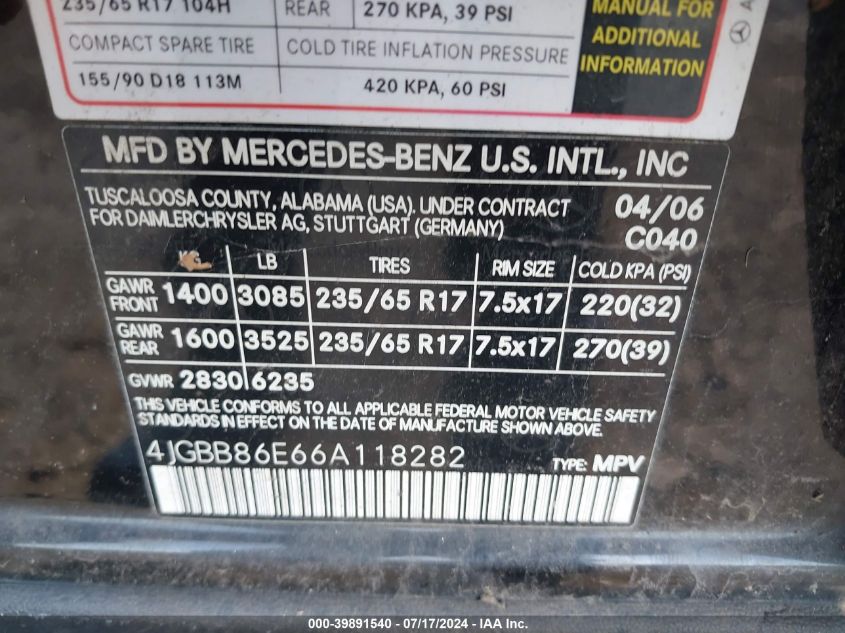 235/65 R17 104H REAR 270 KPA, 39 PSI
COMPACT SPARE TIRE COLD TIRE INFLATION PRESSURE
155/90 D18 113M 420 KPA, 60 PSI
MANUAL FOR
ADDITIONAL
INFORMATION
A
MFD BY MERCEDES-BENZ U.S. INTL., INC
TUSCALOOSA COUNTY, ALABAMA (USA). UNDER CONTRACT 04/06
FOR DAIMLERCHRYSLER AG, STUTTGART (GERMANY) C040
KG LB TIRES RIM SIZE COLD KPA (PSI)
GAWR FRONT 1400 3085 235/65 R17 7.5x17 220(32)
GAWR REAR 1600 3525 235/65 R17 7.5x17 270(39)
GVWR 2830 6235
THIS VEHICLE CONFORMS TO ALL APPLICABLE FEDERAL MOTOR VEHICLE SAFETY
STANDARDS IN EFFECT ON THE DATE OF MANUFACTURE SHOWN ABOVE.
4JGBB86E66A118282 TYPE: MPV
000-39891540 - 07/17/2024 - IAA, Inc.